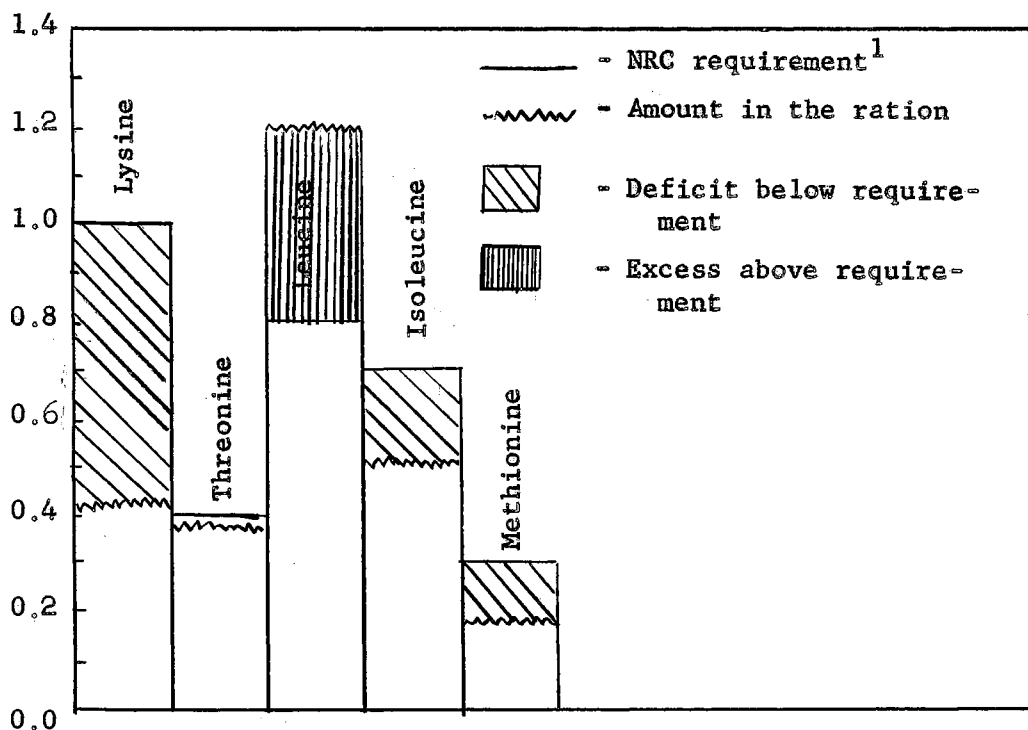 1.4
1.2
1.0
0.8
0.6
0.4
0.2
0.0
Lysine
Threonine
Leucine
Isoleucine
Methionine
- NRC requirement1
- Amount in the ration
- Deficit below require-
ment
- Excess above require-
ment